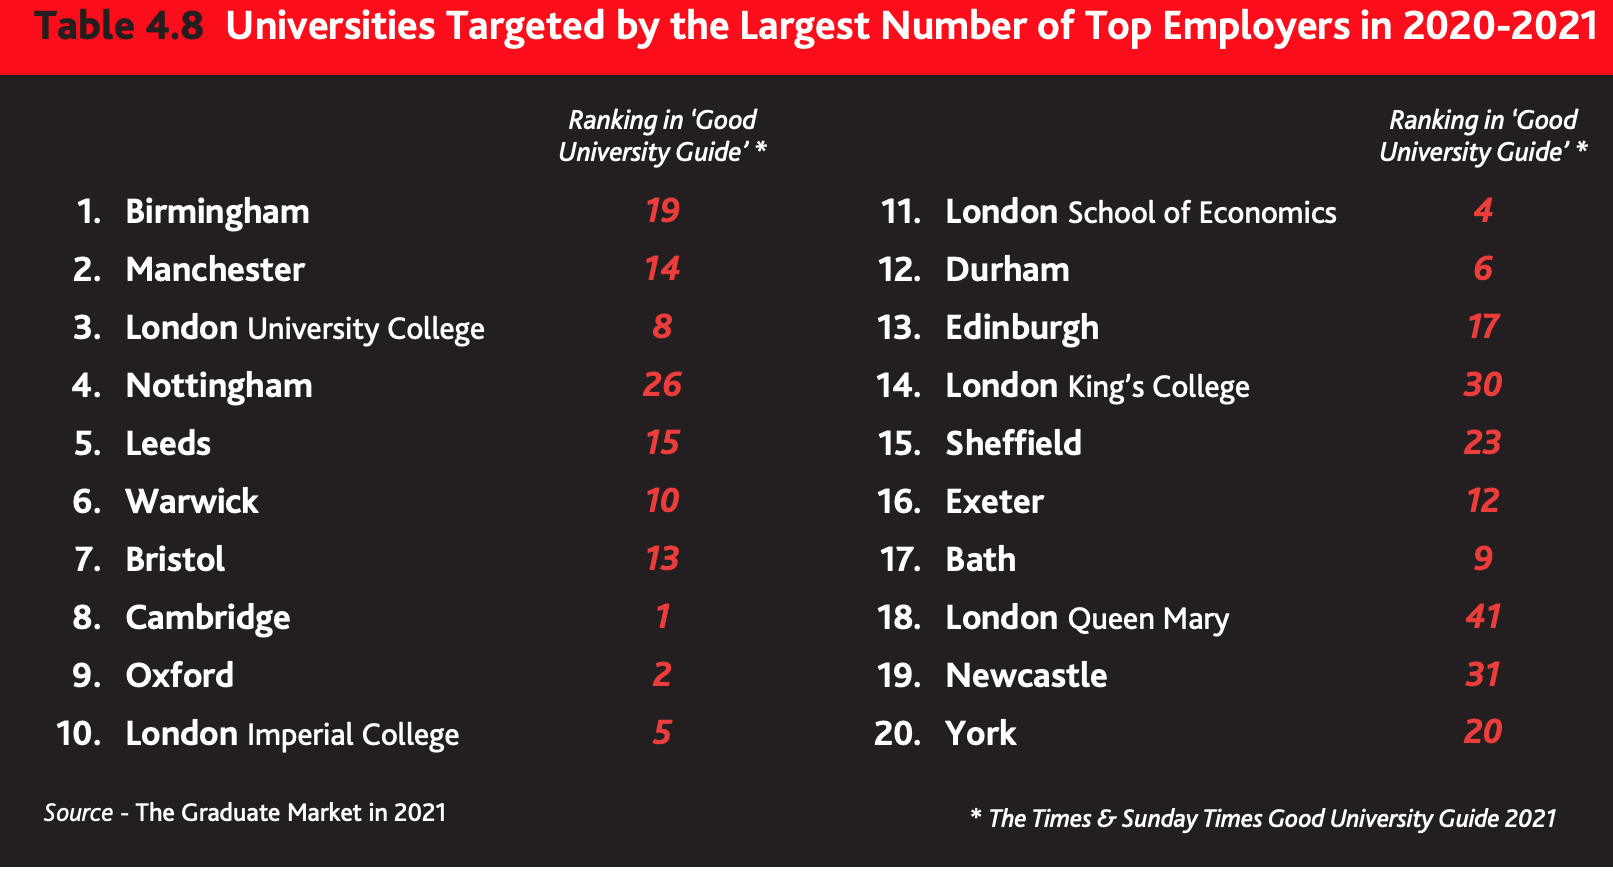 Table 4.8 Universities Targeted by the Largest Number of Top Employers in 2020-2021
Ranking in ‘Good
University Guide’ *
1. Birmingham 19
2. Manchester 14
3. London University College 8
4. Nottingham 26
5. Leeds 15
6. Warwick 10
7. Bristol 13
8. Cambridge 1
9. Oxford 2
10. London Imperial College 5
Ranking in ‘Good
University Guide’ *
11. London School of Economics 4
12. Durham 6
13. Edinburgh 17
14. London King’s College 30
15. Sheffield 23
16. Exeter 12
17. Bath 9
18. London Queen Mary 41
19. Newcastle 31
20. York 20
Source - The Graduate Market in 2021
* The Times & Sunday Times Good University Guide 2021